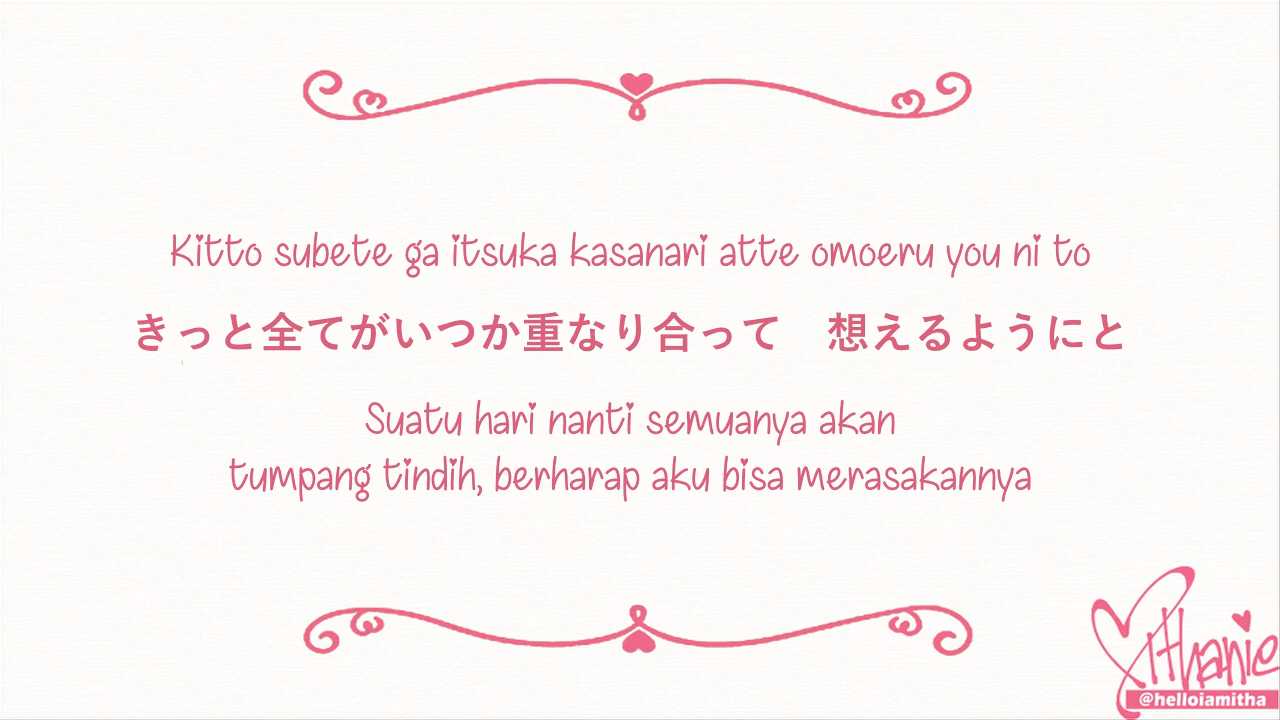 Kitto subete ga itsuka kasanari atte omoeru you ni to
きっと全てがいつか重なり合って　想えるようにと
Suatu hari nanti semuanya akan
tumpang tindih, berharap aku bisa merasakannya
Mithanie
@helloiamitha